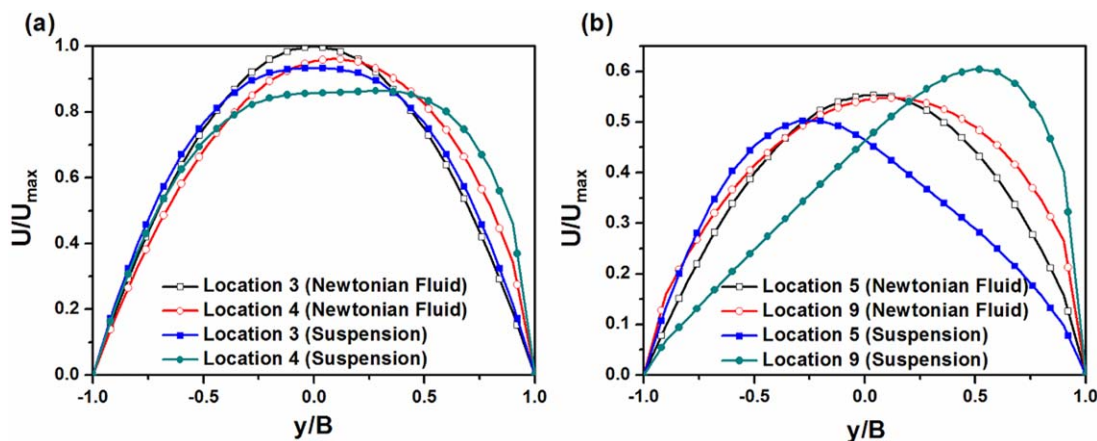 (a)
1.0
0.8
0.6
0.4
0.2
0.0
U/Umax
Location 3 (Newtonian Fluid)
Location 4 (Newtonian Fluid)
Location 3 (Suspension)
Location 4 (Suspension)
-1.0 -0.5 0.0 0.5 1.0
y/B
(b)
0.6
0.5
0.4
0.3
0.2
0.1
0.0
U/Umax
Location 5 (Newtonian Fluid)
Location 9 (Newtonian Fluid)
Location 5 (Suspension)
Location 9 (Suspension)
-1.0 -0.5 0.0 0.5 1.0
y/B